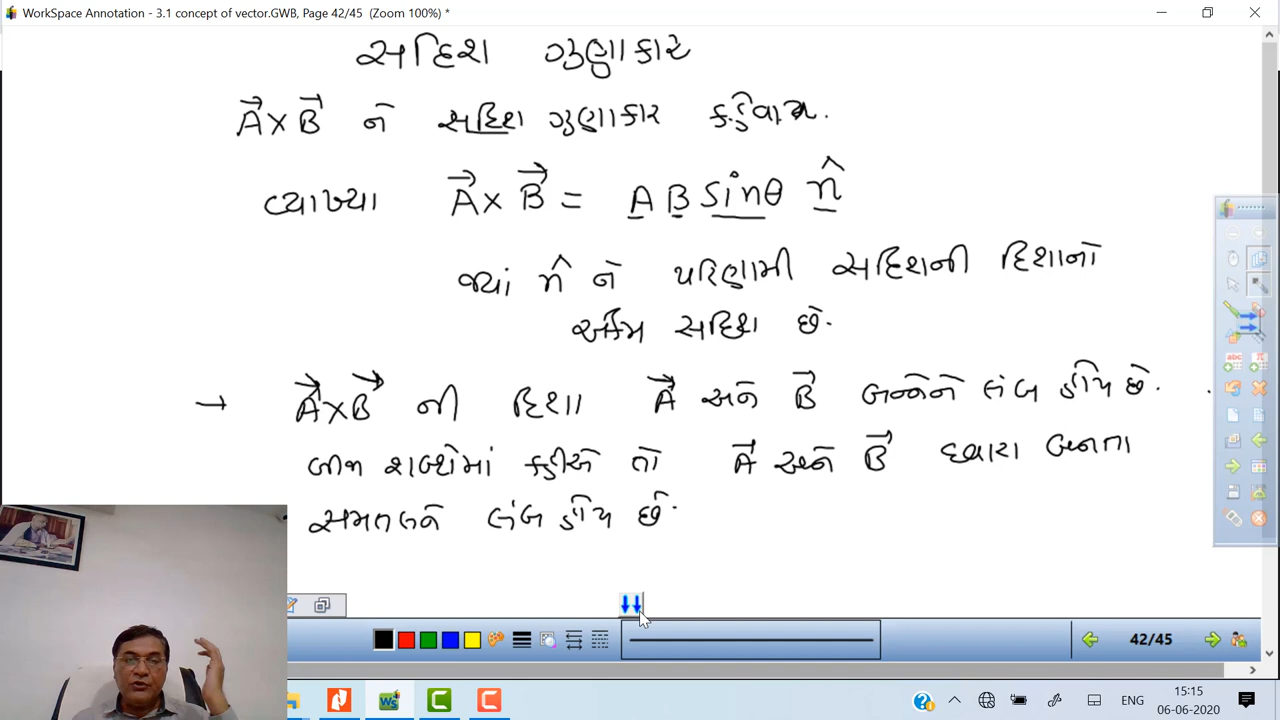 WorkSpace Annotation - 3.1 concept of vector.GWB, Page 42/45 (Zoom 100%) *
સદિશ ગુણાકાર
A⃗ × B⃗ ને સદિશ ગુણાકાર કહેવાય.
વ્યાખ્યા A⃗ × B⃗ = A B sinθ n̂
જ્યાં n̂ ને પરિણામી સદિશની દિશાનો
એકમ સદિશ છે.
→ A⃗ × B⃗ ની દિશા A⃗ અને B⃗ બન્નેને લંબ હોય છે.
બીજા શબ્દોમાં કહીએ તો A⃗ અને B⃗ દ્વારા બનતા
સમતલને લંબ હોય છે.
42/45
ENG
15:15
06-06-2020